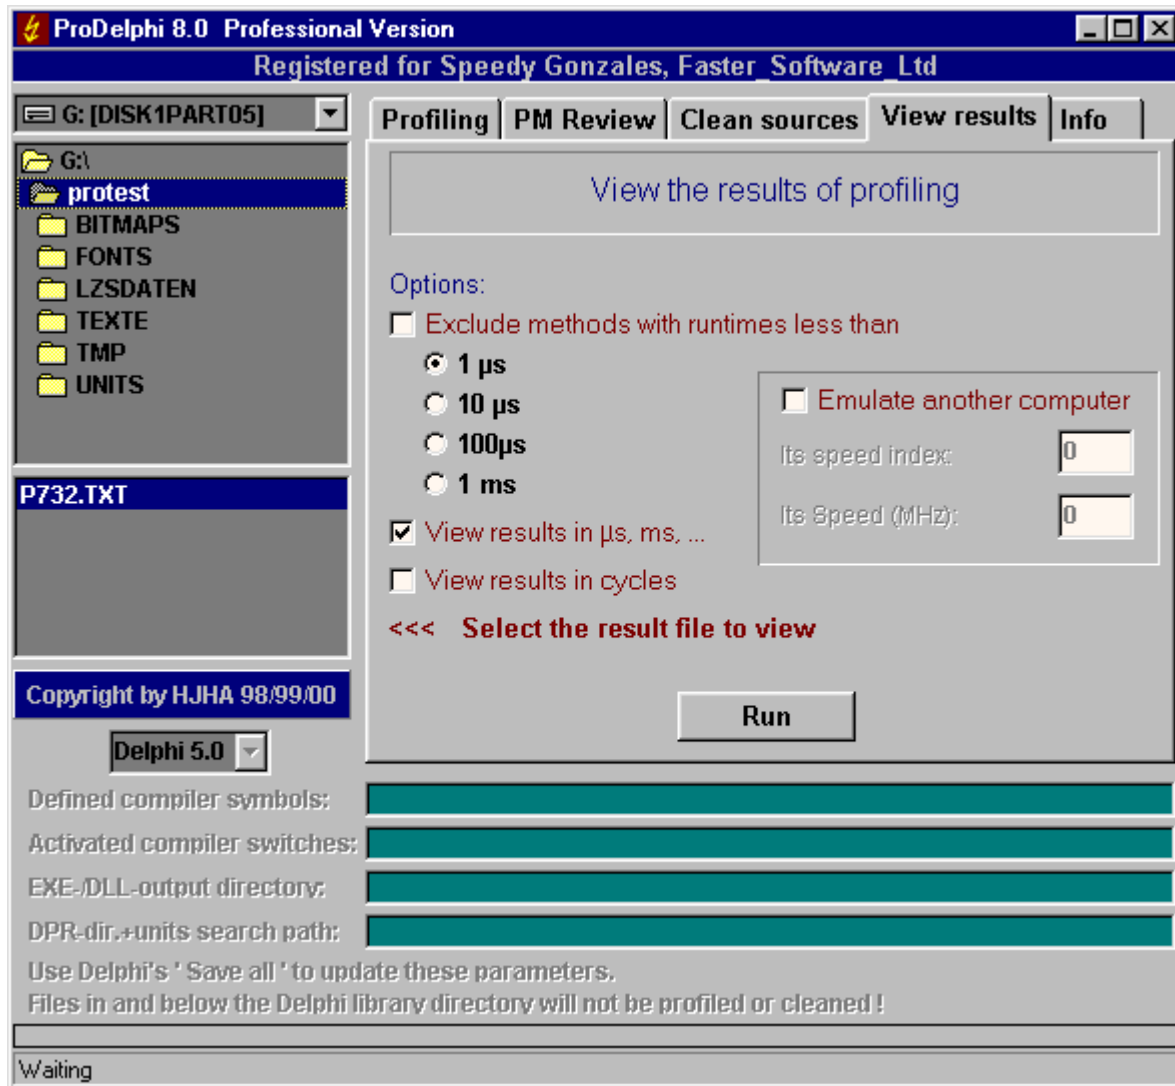 ProDelphi 8.0 Professional Version
Registered for Speedy Gonzales, Faster_Software_Ltd
G: [DISK1PART05]
G:\
protest
BITMAPS
FONTS
LZSDATEN
TEXTE
TMP
UNITS
P732.TXT
Copyright by HJHA 98/99/00
Delphi 5.0
Profiling PM Review Clean sources View results Info
View the results of profiling
Options:
Exclude methods with runtimes less than
1 µs
10 µs
100µs
1 ms
Emulate another computer
Its speed index: 0
Its Speed (MHz): 0
View results in µs, ms, ...
View results in cycles
<<< Select the result file to view
Run
Defined compiler symbols:
Activated compiler switches:
EXE-/DLL-output directory:
DPR-dir.+units search path:
Use Delphi's ' Save all ' to update these parameters.
Files in and below the Delphi library directory will not be profiled or cleaned !
Waiting